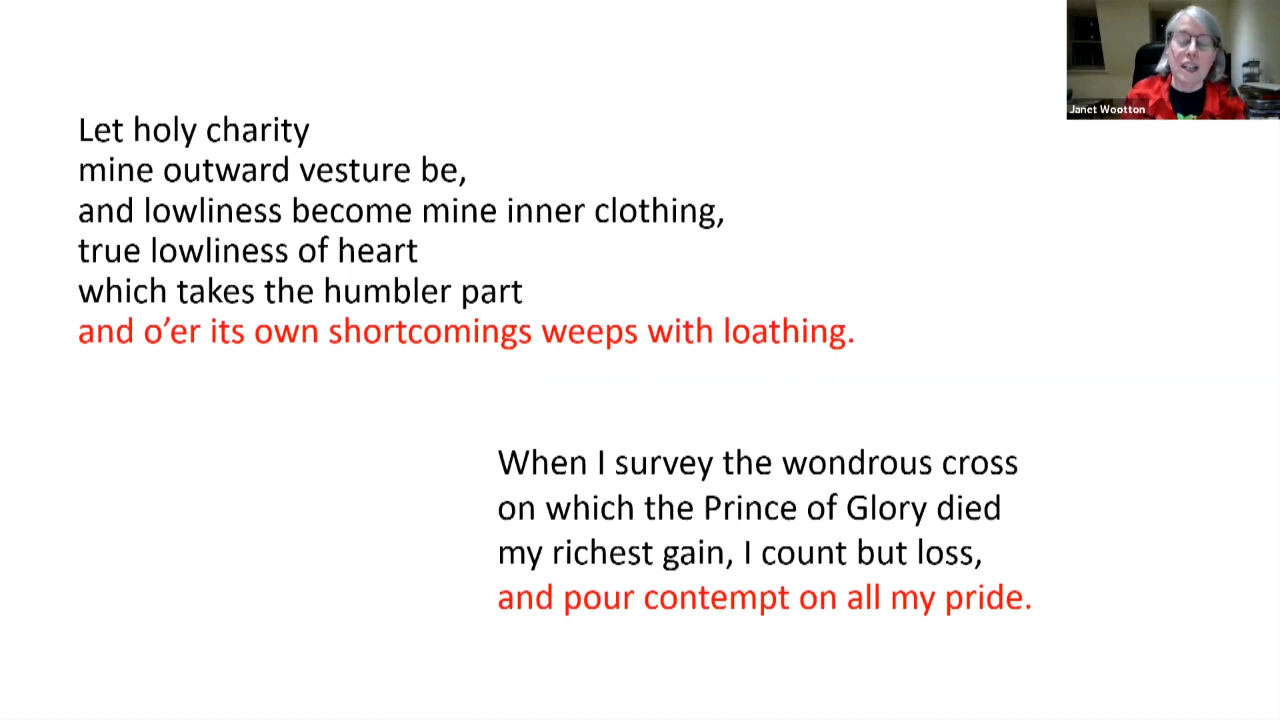 Janet Wootton
Let holy charity
mine outward vesture be,
and lowliness become mine inner clothing,
true lowliness of heart
which takes the humbler part
and o’er its own shortcomings weeps with loathing.
When I survey the wondrous cross
on which the Prince of Glory died
my richest gain, I count but loss,
and pour contempt on all my pride.